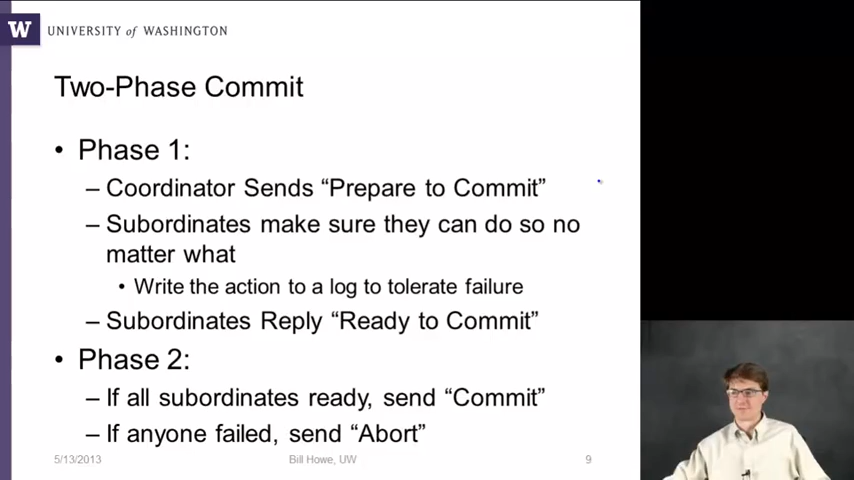 W UNIVERSITY of WASHINGTON
Two-Phase Commit
• Phase 1:
– Coordinator Sends “Prepare to Commit”
– Subordinates make sure they can do so no
matter what
• Write the action to a log to tolerate failure
– Subordinates Reply “Ready to Commit”
• Phase 2:
– If all subordinates ready, send “Commit”
– If anyone failed, send “Abort”
5/13/2013 Bill Howe, UW 9